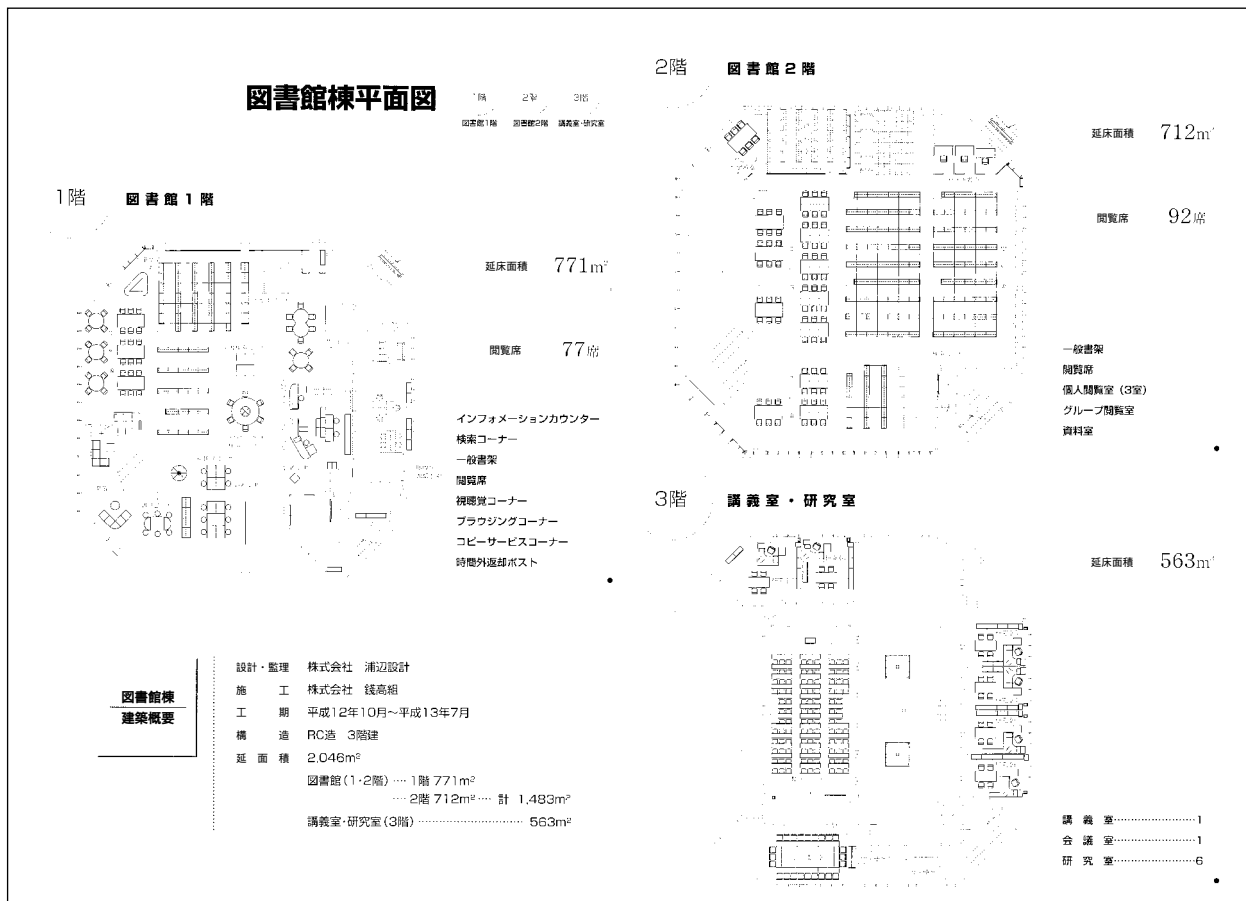 図書館棟平面図
1階 2階 3階
図書館1階 図書館2階 講義室・研究室
1階 図書館1階
延床面積 771m²
閲覧席 77席
インフォメーションカウンター
検索コーナー
一般書架
閲覧席
視聴覚コーナー
ブラウジングコーナー
コピーサービスコーナー
時間外返却ポスト
図書館棟
建築概要
設計・監理 株式会社 浦辺設計
施工 株式会社 錢高組
工期 平成12年10月〜平成13年7月
構造 RC造 3階建
延面積 2,046m²
図書館(1・2階)…1階 771m²
…2階 712m²…計 1,483m²
講義室・研究室(3階)…………………563m²
2階 図書館2階
延床面積 712m²
閲覧席 92席
一般書架
閲覧席
個人閲覧室(3室)
グループ閲覧室
資料室
3階 講義室・研究室
延床面積 563m²
講義室…………………1
会議室…………………1
研究室…………………6